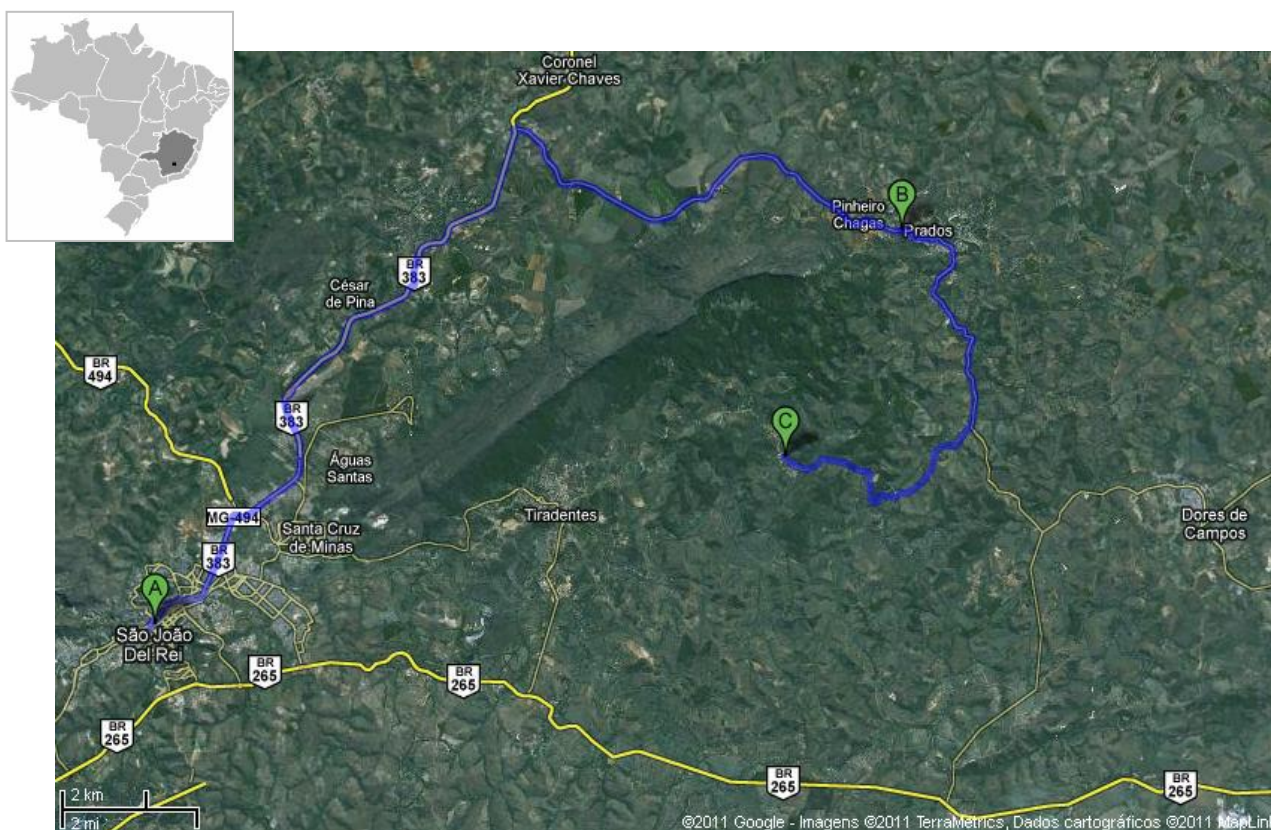 Coronel
Xavier Chaves
B
Pinheiro
Chagas
Prados
BR
383
César
de Pina
BR
494
BR
383
C
Águas
Santas
MG-494
Santa Cruz
de Minas
Tiradentes
Dores de
Campos
BR
383
A
São João
Del Rei
BR
265
BR
265
BR
265
BR
265
BR
265
2 km
2 mi
©2011 Google - Imagens ©2011 TerraMetrics, Dados cartográficos ©2011 MapLink